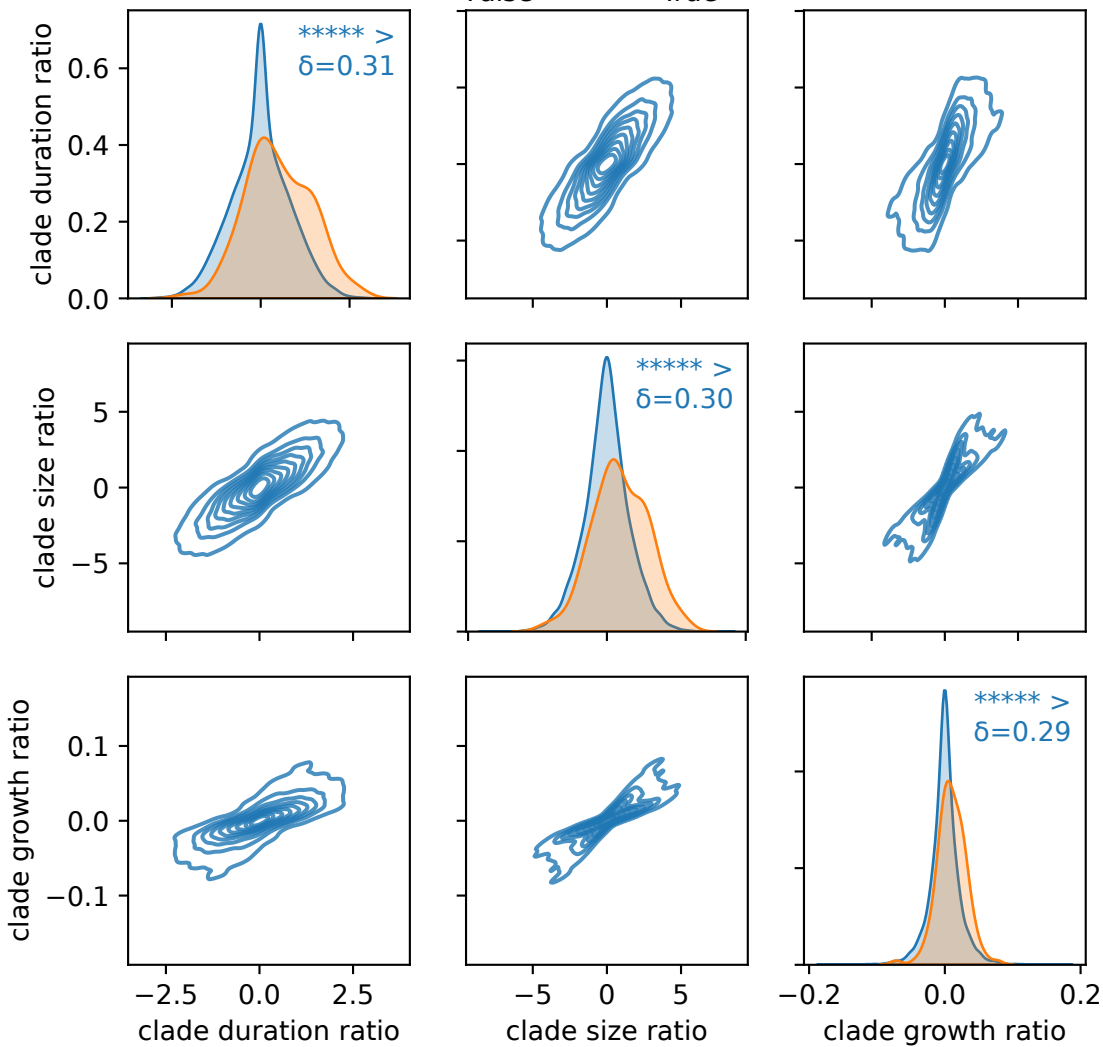 ***** >
δ=0.31
clade duration ratio
0.6
0.4
0.2
0.0
***** >
δ=0.30
clade size ratio
5
0
−5
***** >
δ=0.29
clade growth ratio
0.1
0.0
−0.1
−2.5 0.0 2.5
−5 0 5
−0.2 0.0 0.2
clade duration ratio
clade size ratio
clade growth ratio